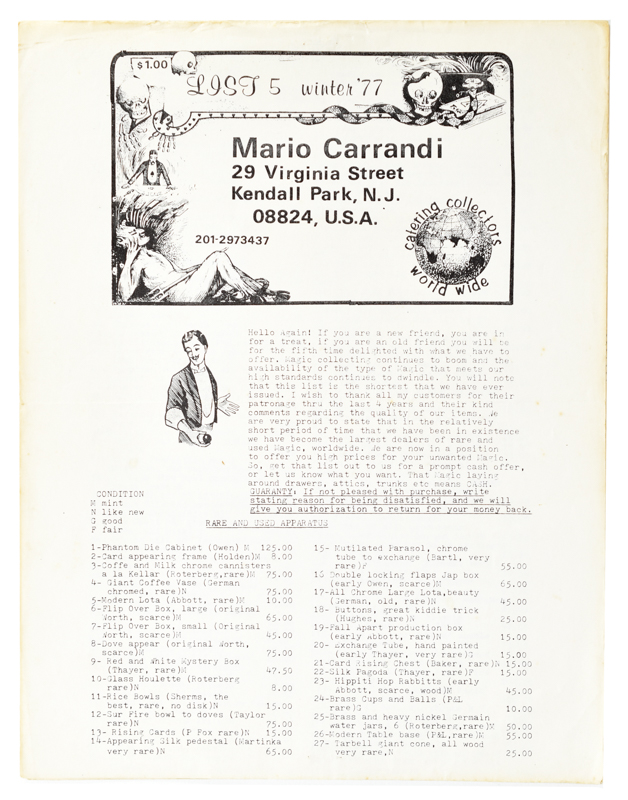 $1.00
LIST 5 winter '77
Mario Carrandi
29 Virginia Street
Kendall Park, N.J.
08824, U.S.A.
201-2973437
catering collectors
world wide
Hello Again! If you are a new friend, you are in
for a treat, if you are an old friend you will be
for the fifth time delighted with what we have to
offer. Magic collecting continues to boom and the
availability of the type of Magic that meets our
high standards continues to dwindle. You will note
that this list is the shortest that we have ever
issued. I wish to thank all my customers for their
patronage thru the last 4 years and their kind
comments regarding the quality of our items. We
are very proud to state that in the relatively
short period of time that we have been in existence
we have become the largest dealers of rare and
used Magic, worldwide. We are now in a position
to offer you high prices for your unwanted Magic.
So, get that list out to us for a prompt cash offer,
or let us know what you want. That Magic laying
around drawers, attics, trunks etc means CASH.
GUARANTY: If not pleased with purchase, write
stating reason for being disatisfied, and we will
give you authorization to return for your money back.
CONDITION
M mint
N like new
G good
F fair
RARE AND USED APPARATUS
1-Phantom Die Cabinet (Owen) M 125.00
2-Card appearing frame (Holden)M 8.00
3-Coffe and Milk chrome cannisters
a la Kellar (Roterberg,rare)M 75.00
4- Giant Coffee Vase (German
chromed, rare)N 75.00
5-Modern Lota (Abbott, rare)M 10.00
6-Flip Over Box, large (original
Worth, scarce)M 65.00
7-Flip Over Box, small (Original
Worth, scarce)M 45.00
8-Dove appear (original Worth,
scarce)M 75.00
9- Red and White Mystery Box
(Thayer, rare)M 47.50
10-Glass Houlette (Roterberg
rare)N 8.00
11-Rice Bowls (Sherms, the
best, rare, no disk)N 15.00
12-Sur Fire bowl to doves (Taylor
rare)N 75.00
13- Rising Cards (P Fox rare)N 15.00
14-Appearing Silk pedestal (Martinka
very rare)N 65.00
15- Mutilated Parasol, chrome
tube to exchange (Bartl, very
rare)F 55.00
16 Double locking flaps Jap box
(early Owen, scarce)M 65.00
17-All Chrome Large Lota,beauty
(German, old, rare)N 45.00
18- Buttons, great kiddie trick
(Hughes, rare)N 25.00
19-Fall Apart production box
(early Abbott, rare)N 15.00
20- Exchange Tube, hand painted
(early Thayer, very rare)G 15.00
21-Card Rising Chest (Baker, rare)N 15.00
22-Silk Pagoda (Thayer, rare)F 15.00
23- Hippiti Hop Rabbitts (early
Abbott, scarce, wood)M 45.00
24-Brass Cups and Balls (P&L
rare)G 10.00
25-Brass and heavy nickel Germain
water jars, 6 (Roterberg,rare)M 50.00
26-Modern Table base (P&L,rare)M 55.00
27- Tarbell giant cone, all wood
very rare,N 25.00